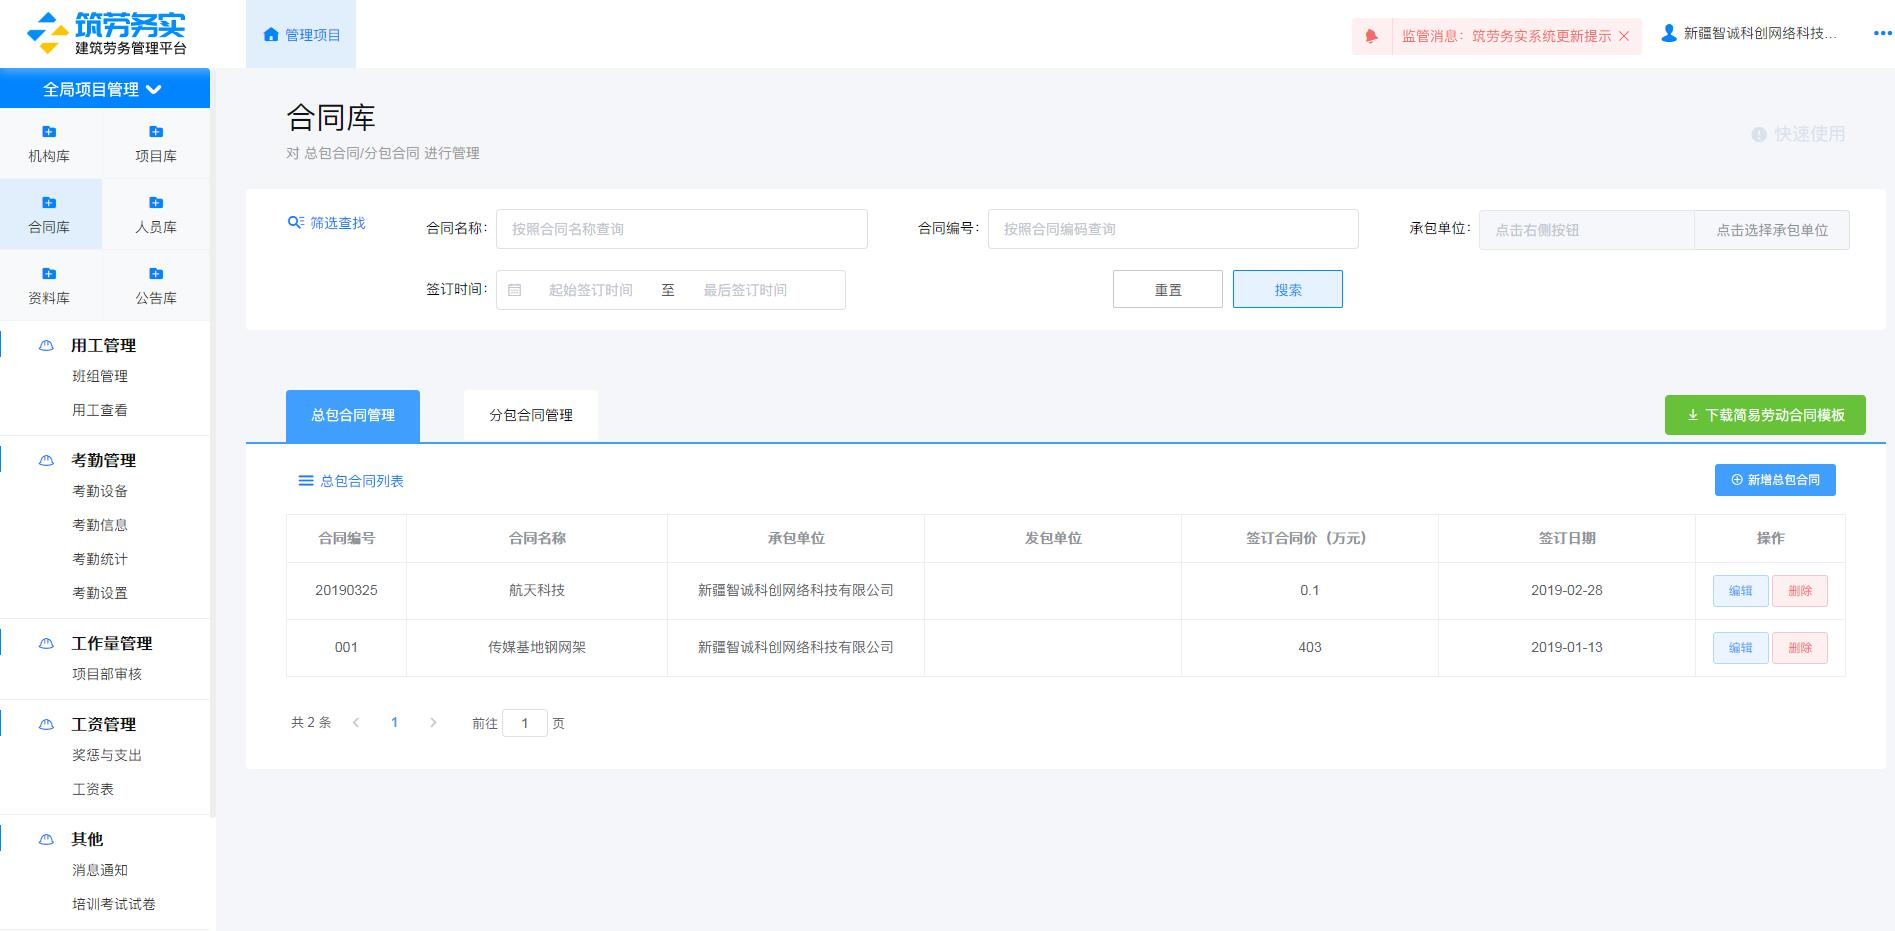 筑劳务实
建筑劳务管理平台
管理项目
监管消息：筑劳务实系统更新提示
新疆智诚科创网络科技...
全局项目管理
机构库 项目库
合同库 人员库
资料库 公告库
用工管理
班组管理
用工查看
考勤管理
考勤设备
考勤信息
考勤统计
考勤设置
工作量管理
项目部审核
工资管理
奖惩与支出
工资表
其他
消息通知
培训考试试卷
合同库
对 总包合同/分包合同 进行管理
快速使用
筛选查找
合同名称： 按照合同名称查询 合同编号： 按照合同编码查询 承包单位： 点击右侧按钮 点击选择承包单位
签订时间： 起始签订时间 至 最后签订时间 重置 搜索
总包合同管理 分包合同管理 下载简易劳动合同模板
总包合同列表 新增总包合同
合同编号 合同名称 承包单位 发包单位 签订合同价（万元） 签订日期 操作
20190325 航天科技 新疆智诚科创网络科技有限公司 0.1 2019-02-28 编辑 删除
001 传媒基地钢网架 新疆智诚科创网络科技有限公司 403 2019-01-13 编辑 删除
共 2 条 1 前往 1 页